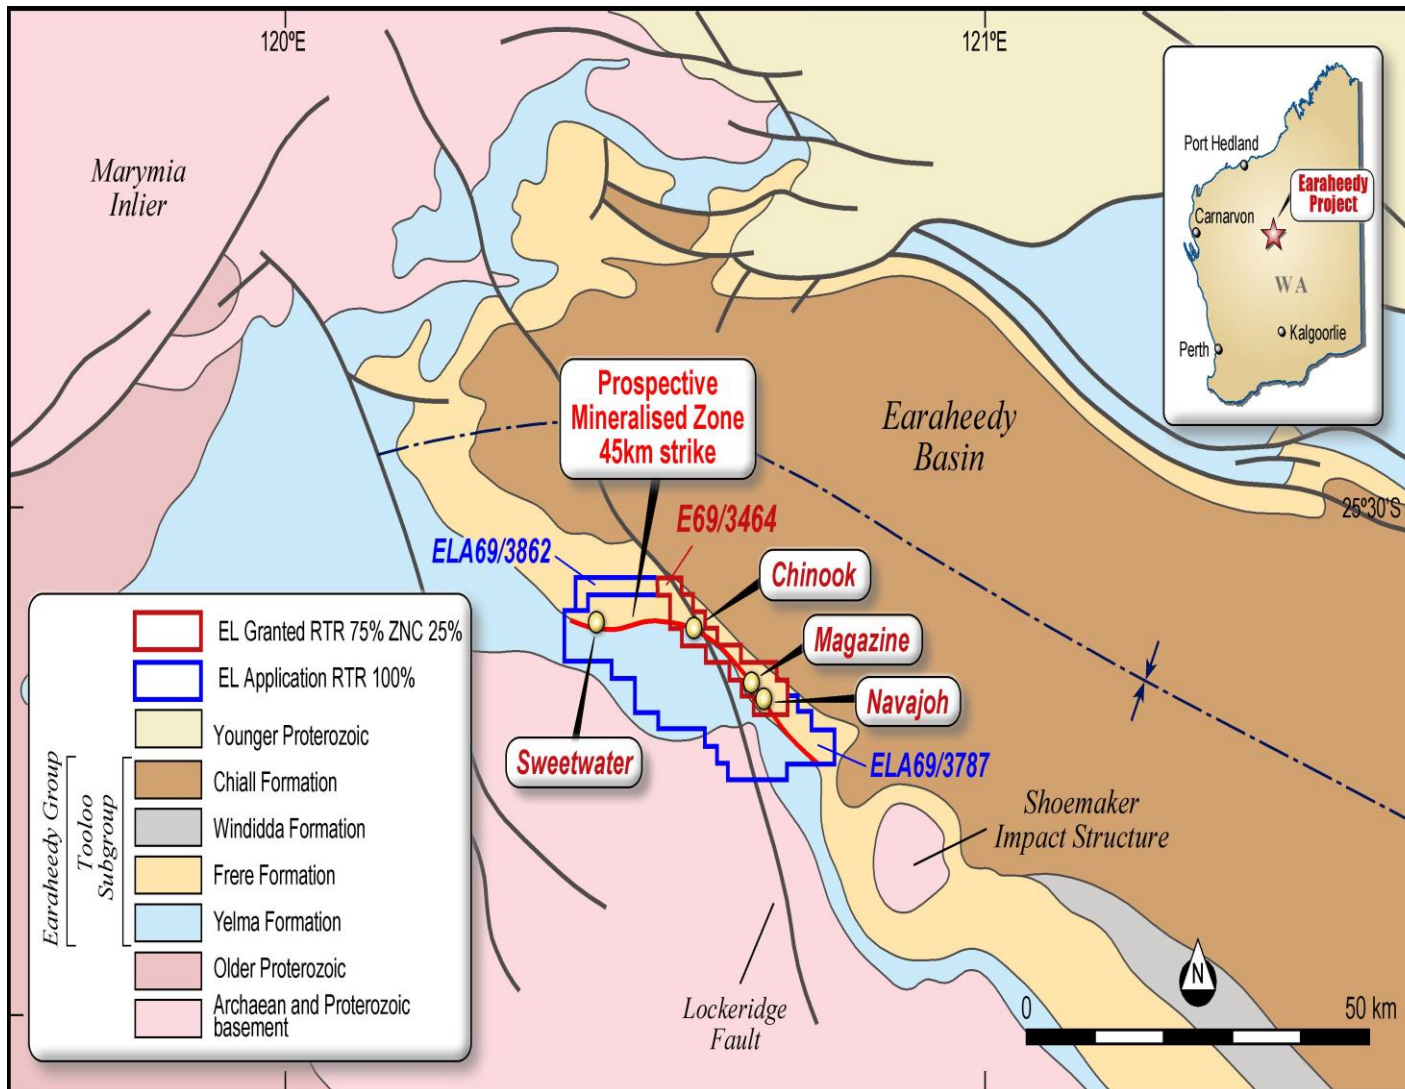 120ºE
121ºE
Marymia
Inlier
Port Hedland
Earaheedy
Project
Carnarvon
WA
Kalgoorlie
Perth
Prospective
Mineralised Zone
45km strike
Earaheedy
Basin
25º30'S
E69/3464
ELA69/3862
Chinook
Magazine
Navajoh
Sweetwater
ELA69/3787
Shoemaker
Impact Structure
Lockeridge
Fault
EL Granted RTR 75% ZNC 25%
EL Application RTR 100%
Younger Proterozoic
Chiall Formation
Windidda Formation
Frere Formation
Yelma Formation
Older Proterozoic
Archaean and Proterozoic
basement
Earaheedy Group
Tooloo
Subgroup
N
0 50 km